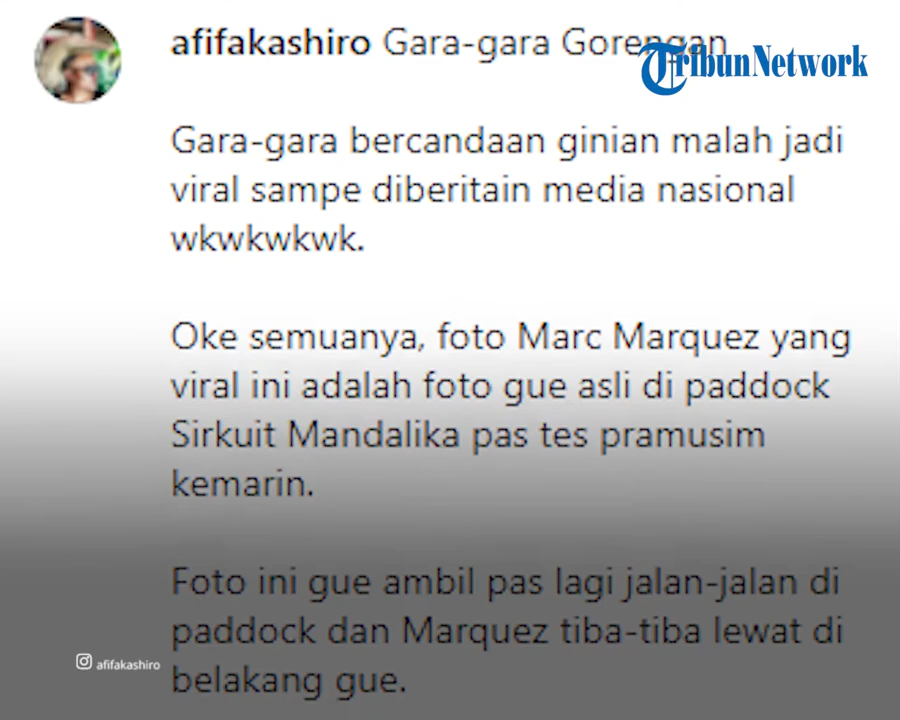 afifakashiro Gara-gara Gorengan
TribunNetwork
Gara-gara bercandaan ginian malah jadi
viral sampe diberitain media nasional
wkwkwkwk.
Oke semuanya, foto Marc Marquez yang
viral ini adalah foto gue asli di paddock
Sirkuit Mandalika pas tes pramusim
kemarin.
Foto ini gue ambil pas lagi jalan-jalan di
paddock dan Marquez tiba-tiba lewat di
belakang gue.
afifakashiro